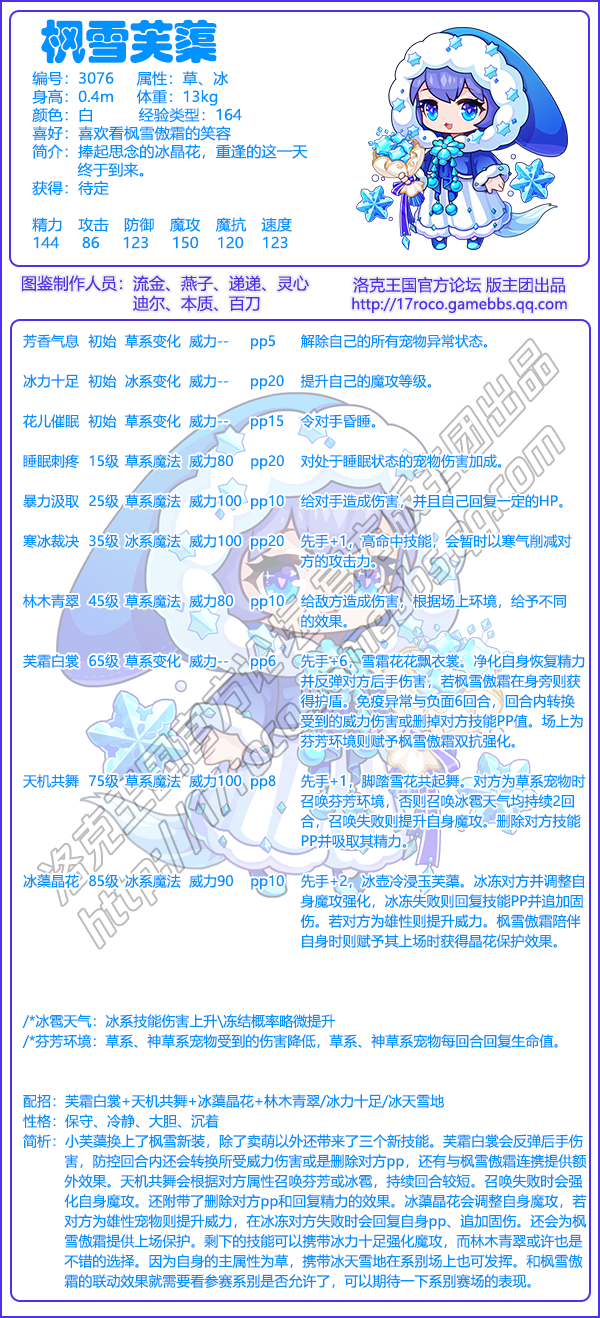 枫雪芙蕖
编号：3076 属性：草、冰
身高：0.4m 体重：13kg
颜色：白 经验类型：164
喜好：喜欢看枫雪傲霜的笑容
简介：捧起思念的冰晶花，重逢的这一天
终于到来。
获得：待定
精力 攻击 防御 魔攻 魔抗 速度
144 86 123 150 120 123
图鉴制作人员：流金、燕子、递递、灵心
迪尔、本质、百刀
洛克王国官方论坛 版主团出品
http://17roco.gamebbs.qq.com
芳香气息 初始 草系变化 威力-- pp5 解除自己的所有宠物异常状态。
冰力十足 初始 冰系变化 威力-- pp20 提升自己的魔攻等级。
花儿催眠 初始 草系变化 威力-- pp15 令对手昏睡。
睡眠刺疼 15级 草系魔法 威力80 pp20 对处于睡眠状态的宠物伤害加成。
暴力汲取 25级 草系魔法 威力100 pp10 给对手造成伤害，并且自己回复一定的HP。
寒冰裁决 35级 冰系魔法 威力100 pp20 先手+1，高命中技能，会暂时以寒气削减对
方的攻击力。
林木青翠 45级 草系魔法 威力80 pp10 给敌方造成伤害，根据场上环境，给予不同
的效果。
芙霜白裳 65级 草系变化 威力-- pp6 先手+6，雪霜花花飘衣裳。净化自身恢复精力
并反弹对方后手伤害，若枫雪傲霜在身旁则获
得护盾。免疫异常与负面6回合，回合内转换
受到的威力伤害或删掉对方技能PP值。场上为
芬芳环境则赋予枫雪傲霜双抗强化。
天机共舞 75级 草系魔法 威力100 pp8 先手+1，脚踏雪花共起舞。对方为草系宠物时
召唤芬芳环境，否则召唤冰雹天气均持续2回
合，召唤失败则提升自身魔攻。删除对方技能
PP并吸取其精力。
冰蕖晶花 85级 冰系魔法 威力90 pp10 先手+2，冰壶冷浸玉芙蕖。冰冻对方并调整自
身魔攻强化，冰冻失败则回复技能PP并追加固
伤。若对方为雄性则提升威力。枫雪傲霜陪伴
自身时则赋予其上场时获得晶花保护效果。
/*冰雹天气：冰系技能伤害上升\冻结概率略微提升
/*芬芳环境：草系、神草系宠物受到的伤害降低，草系、神草系宠物每回合回复生命值。
配招：芙霜白裳+天机共舞+冰蕖晶花+林木青翠/冰力十足/冰天雪地
性格：保守、冷静、大胆、沉着
简析：小芙蕖换上了枫雪新装，除了卖萌以外还带来了三个新技能。芙霜白裳会反弹后手伤
害，防控回合内还会转换所受威力伤害或是删除对方pp，还有与枫雪傲霜连携提供额
外效果。天机共舞会根据对方属性召唤芬芳或冰雹，持续回合较短。召唤失败时会强
化自身魔攻。还附带了删除对方pp和回复精力的效果。冰蕖晶花会调整自身魔攻，若
对方为雄性宠物则提升威力，在冰冻对方失败时会回复自身pp、追加固伤。还会为枫
雪傲霜提供上场保护。剩下的技能可以携带冰力十足强化魔攻，而林木青翠或许也是
不错的选择。因为自身的主属性为草，携带冰天雪地在系别场上也可发挥。和枫雪傲
霜的联动效果就需要看参赛系别是否允许了，可以期待一下系别赛场的表现。
洛克王国官方论坛 版主团出品
http://17roco.gamebbs.qq.com